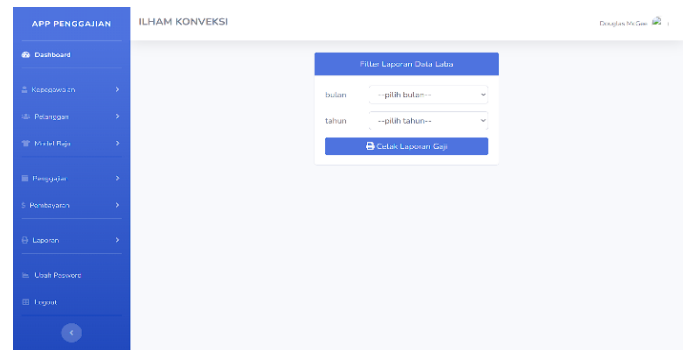 APP PENGGAJIAN
ILHAM KONVEKSI
Douglas McGee
Dashboard
Kepegawaian
Pelanggan
Model Baju
Penggajian
Pembayaran
Laporan
Ubah Pasword
Logout
Filter Laporan Data Laba
bulan
--pilih bulan--
tahun
--pilih tahun--
Cetak Laporan Gaji